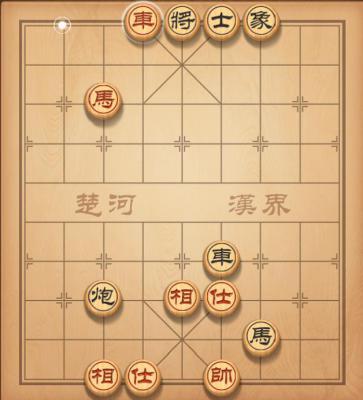 車 將 士 象
馬
楚河 漢界
車
炮 相 仕
馬
相 仕 帥